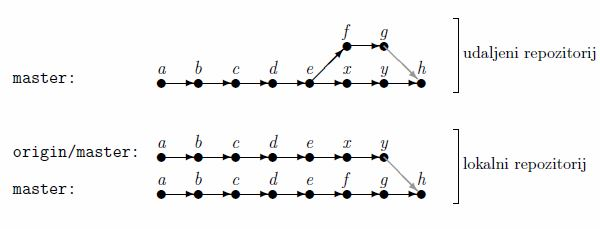 f g
a b c d e x y h
master:
udaljeni repozitorij
a b c d e x y
origin/master:
a b c d e f g h
master:
lokalni repozitorij